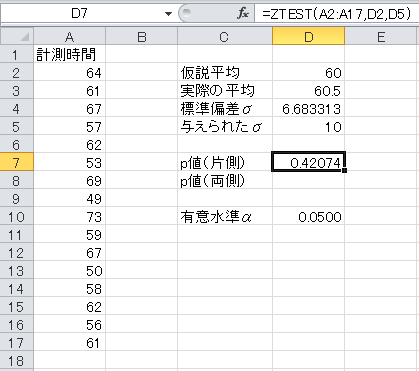 D7 fx =ZTEST(A2:A17,D2,D5)
A B C D E
1 計測時間
2 64 仮説平均 60
3 61 実際の平均 60.5
4 67 標準偏差σ 6.683313
5 57 与えられたσ 10
6 62
7 53 p値(片側) 0.42074
8 69 p値(両側)
9 49
10 73 有意水準α 0.0500
11 59
12 67
13 50
14 58
15 62
16 56
17 61
18